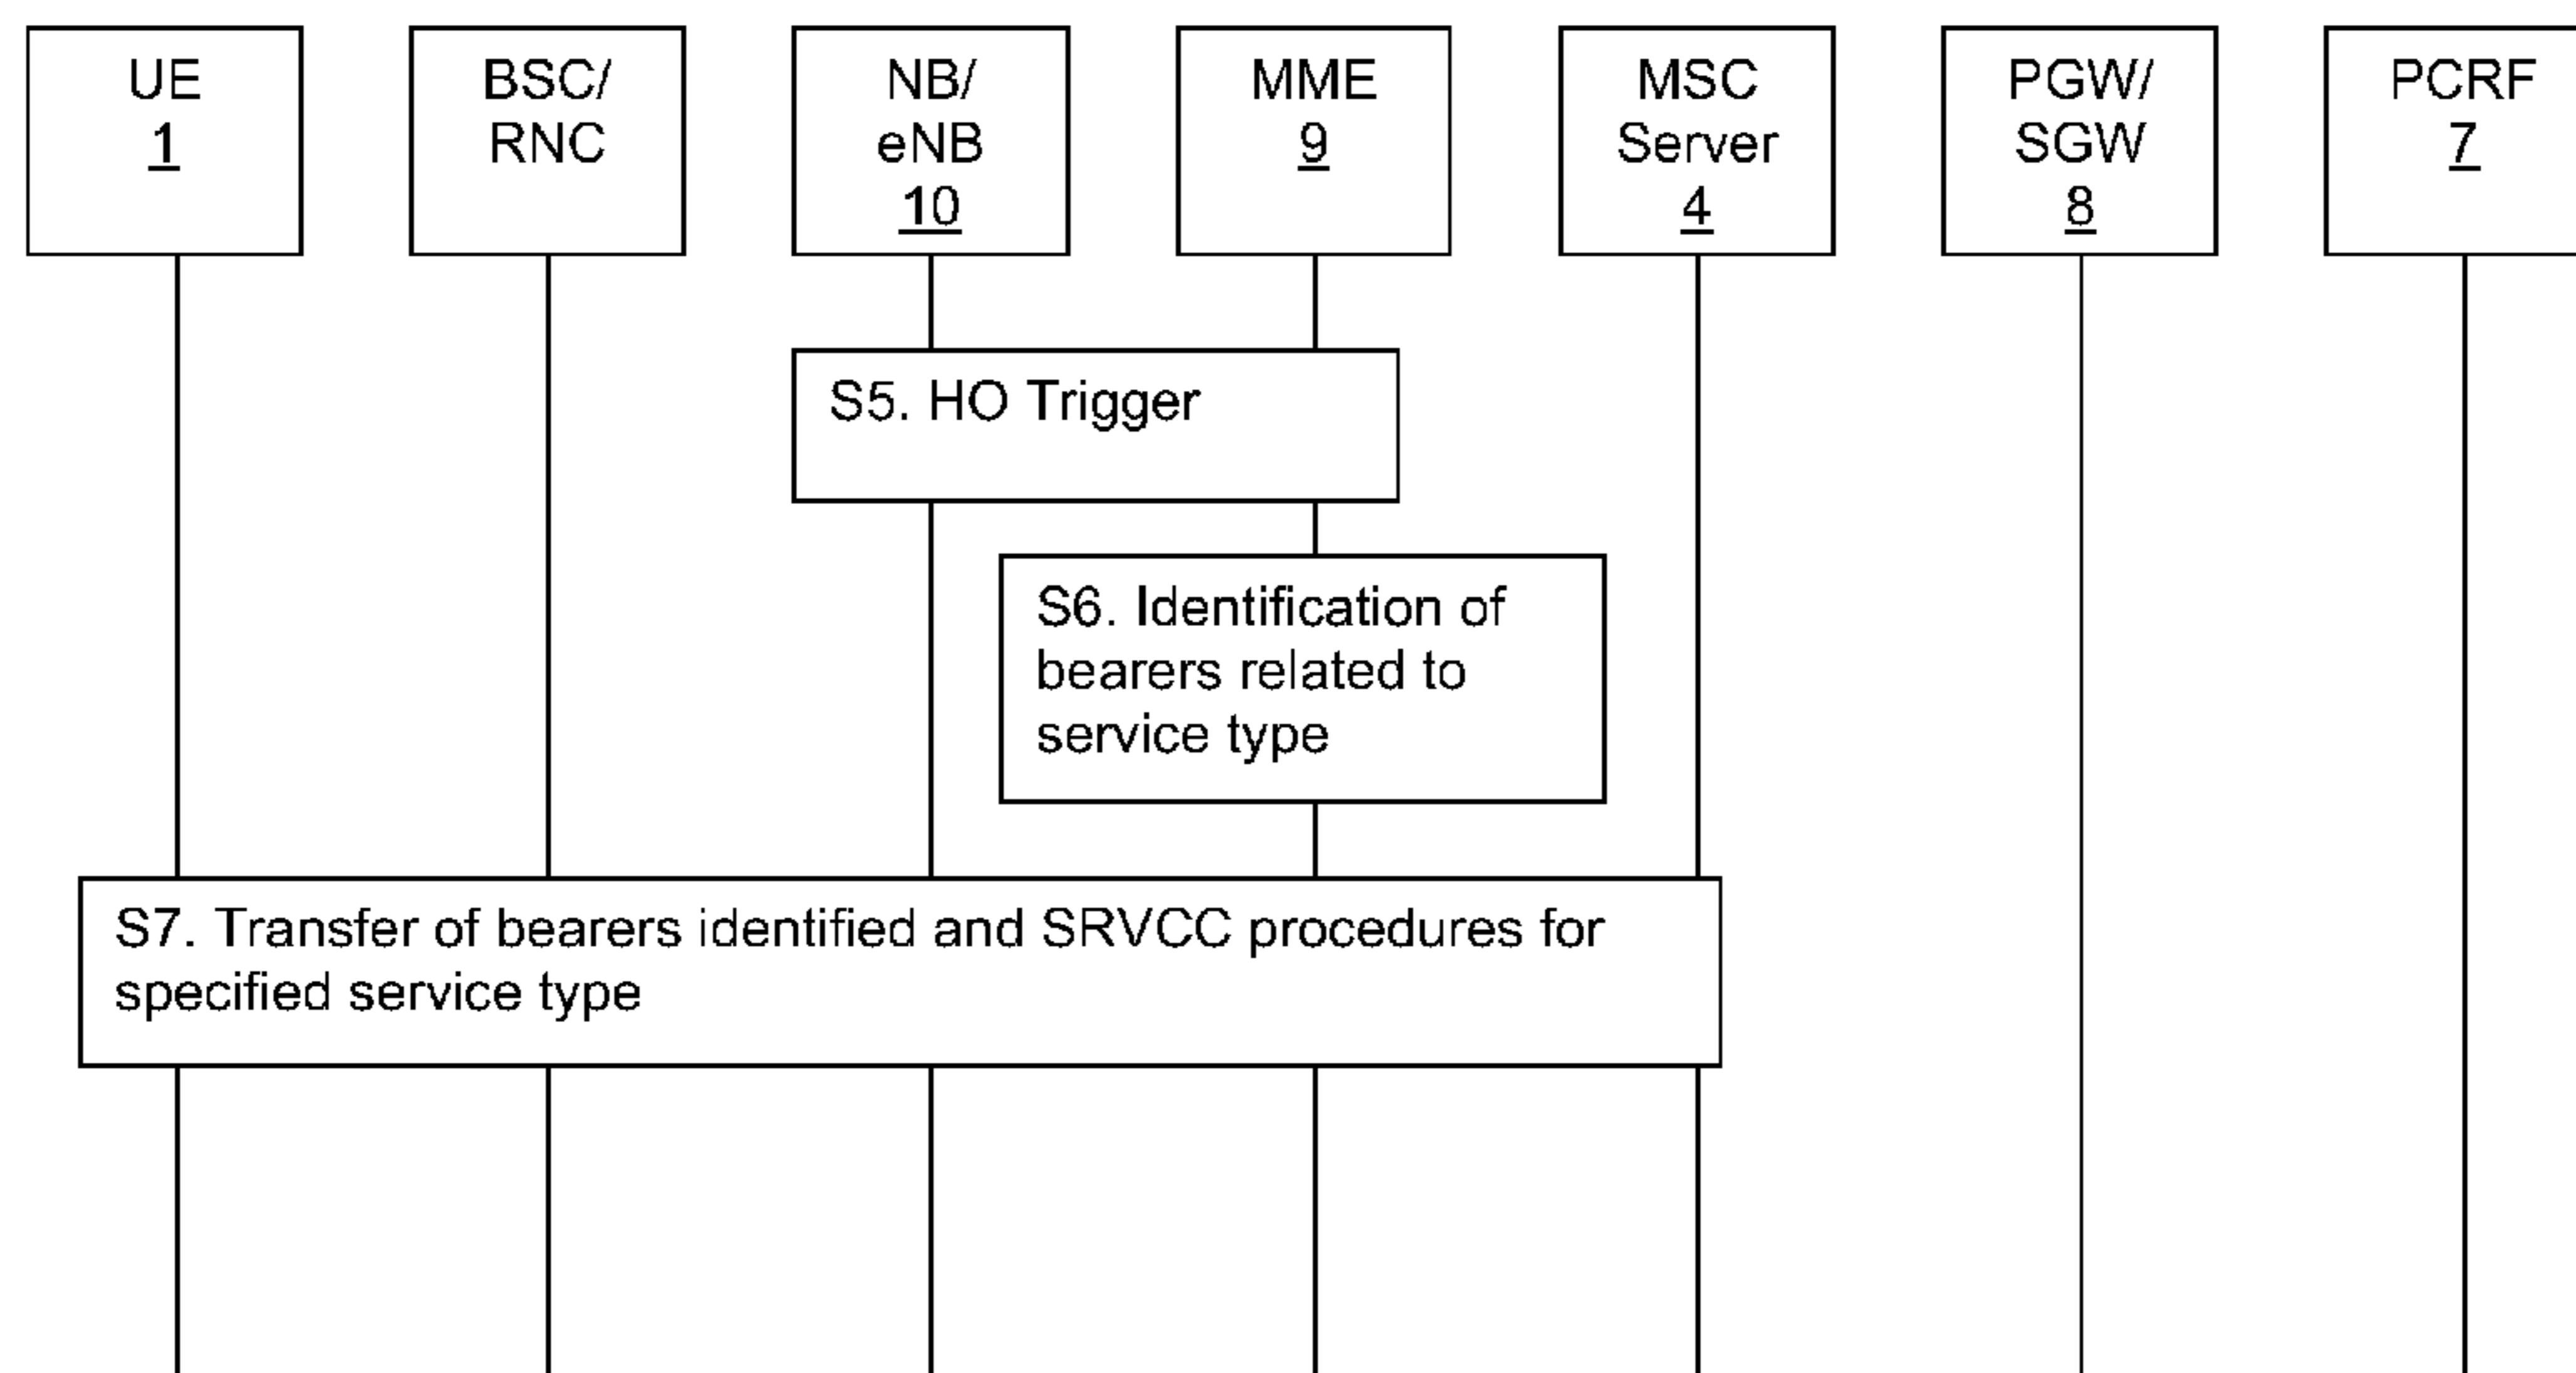 UE
1
BSC/
RNC
NB/
eNB
10
MME
9
MSC
Server
4
PGW/
SGW
8
PCRF
7
S5. HO Trigger
S6. Identification of
bearers related to
service type
S7. Transfer of bearers identified and SRVCC procedures for
specified service type